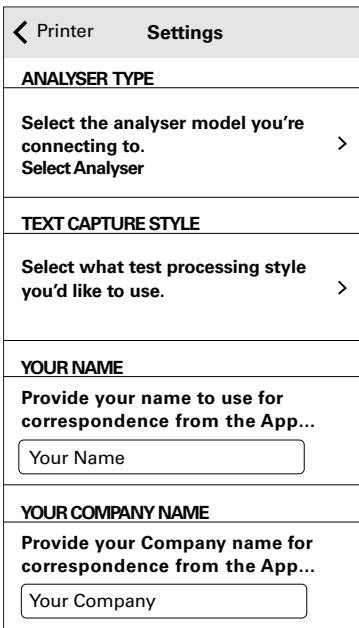 Printer Settings
ANALYSER TYPE
Select the analyser model you're
connecting to.
Select Analyser
TEXT CAPTURE STYLE
Select what test processing style
you'd like to use.
YOUR NAME
Provide your name to use for
correspondence from the App...
Your Name
YOUR COMPANY NAME
Provide your Company name for
correspondence from the App...
Your Company